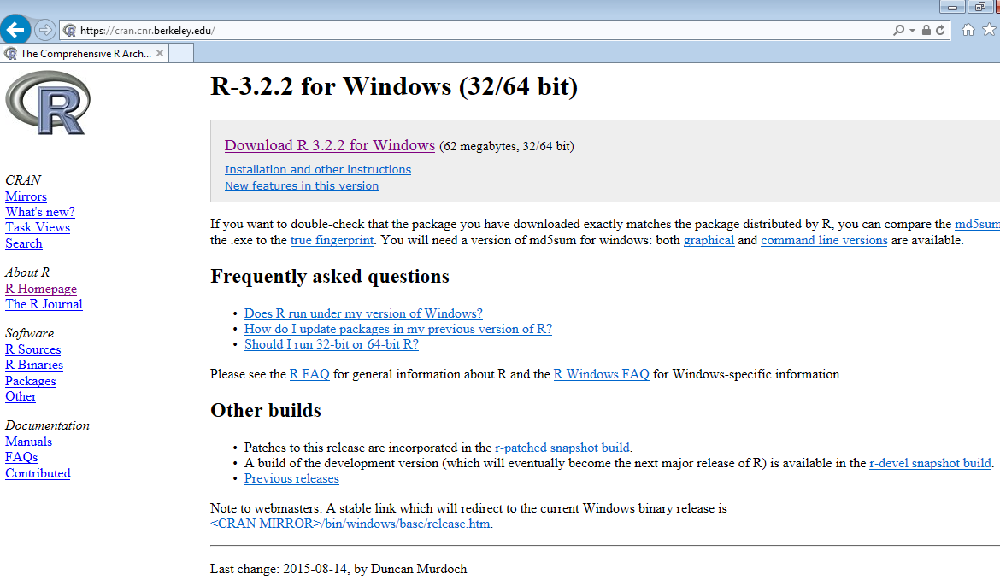 https://cran.cnr.berkeley.edu/
The Comprehensive R Arch...
R
CRAN
Mirrors
What's new?
Task Views
Search
About R
R Homepage
The R Journal
Software
R Sources
R Binaries
Packages
Other
Documentation
Manuals
FAQs
Contributed
R-3.2.2 for Windows (32/64 bit)
Download R 3.2.2 for Windows (62 megabytes, 32/64 bit)
Installation and other instructions
New features in this version
If you want to double-check that the package you have downloaded exactly matches the package distributed by R, you can compare the md5sum
the .exe to the true fingerprint. You will need a version of md5sum for windows: both graphical and command line versions are available.
Frequently asked questions
• Does R run under my version of Windows?
• How do I update packages in my previous version of R?
• Should I run 32-bit or 64-bit R?
Please see the R FAQ for general information about R and the R Windows FAQ for Windows-specific information.
Other builds
• Patches to this release are incorporated in the r-patched snapshot build.
• A build of the development version (which will eventually become the next major release of R) is available in the r-devel snapshot build.
• Previous releases
Note to webmasters: A stable link which will redirect to the current Windows binary release is
<CRAN MIRROR>/bin/windows/base/release.htm.
Last change: 2015-08-14, by Duncan Murdoch